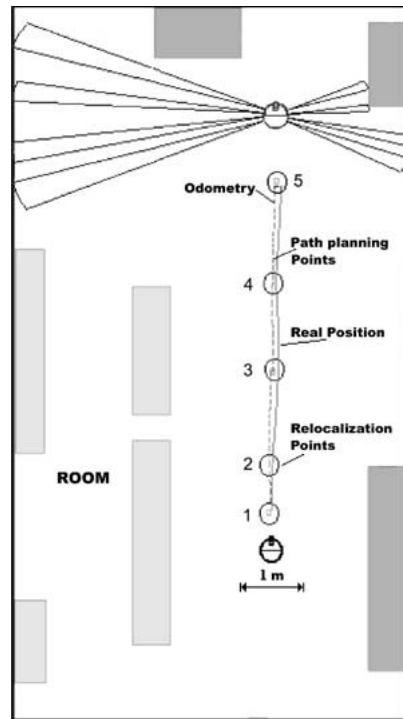 5
Odometry
Path planning
Points
4
Real Position
3
Relocalization
Points
2
ROOM
1
1 m